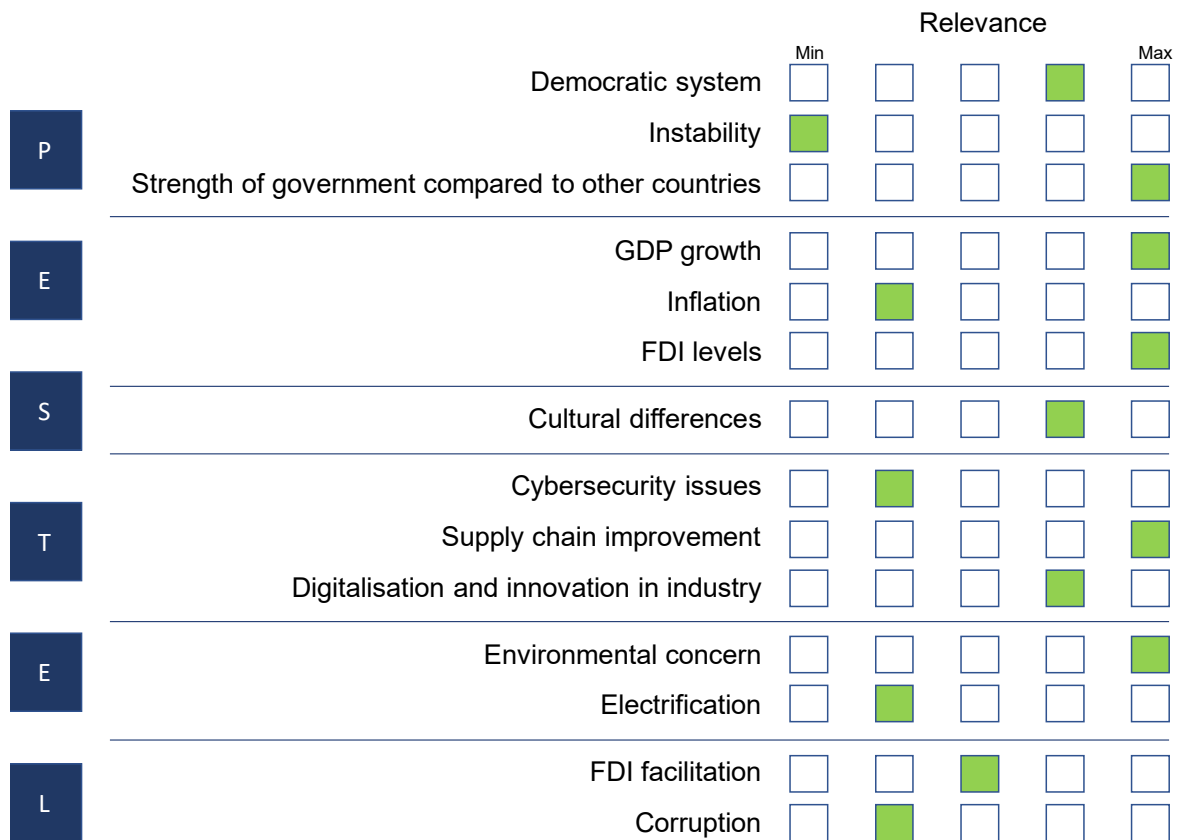 Relevance
Min Max
Democratic system
P
Instability
Strength of government compared to other countries
GDP growth
E
Inflation
FDI levels
S
Cultural differences
Cybersecurity issues
T
Supply chain improvement
Digitalisation and innovation in industry
Environmental concern
E
Electrification
FDI facilitation
L
Corruption